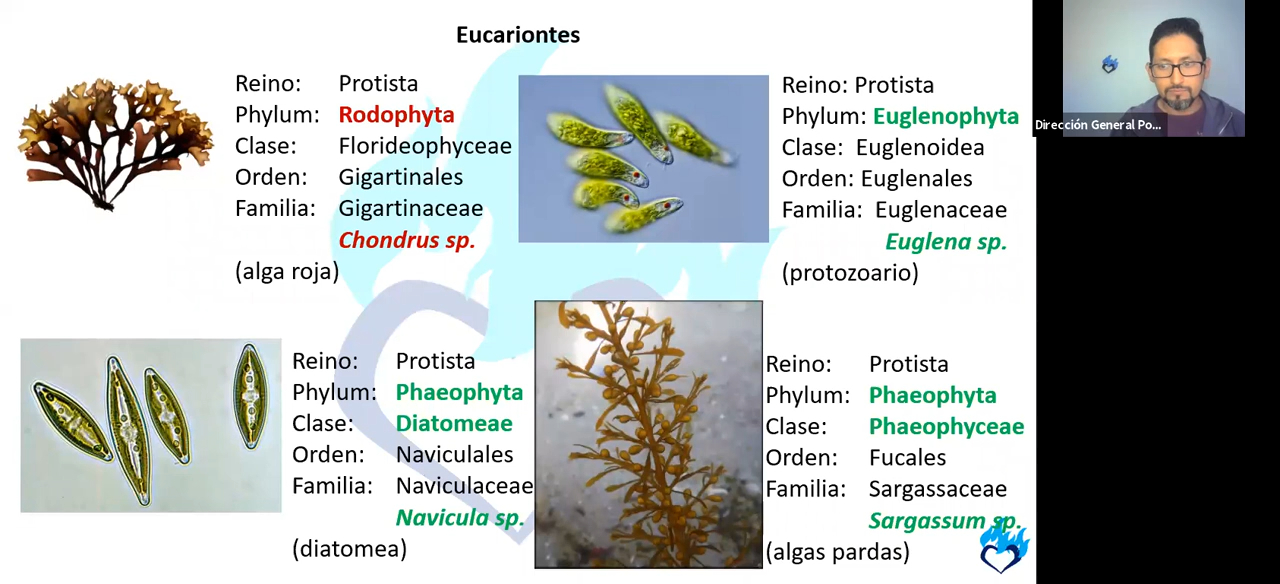 Eucariontes
Reino: Protista
Phylum: Rodophyta
Clase: Florideophyceae
Orden: Gigartinales
Familia: Gigartinaceae
Chondrus sp.
(alga roja)
Reino: Protista
Phylum: Euglenophyta
Clase: Euglenoidea
Orden: Euglenales
Familia: Euglenaceae
Euglena sp.
(protozoario)
Reino: Protista
Phylum: Phaeophyta
Clase: Diatomeae
Orden: Naviculales
Familia: Naviculaceae
Navicula sp.
(diatomea)
Reino: Protista
Phylum: Phaeophyta
Clase: Phaeophyceae
Orden: Fucales
Familia: Sargassaceae
Sargassum sp.
(algas pardas)
Dirección General Po...